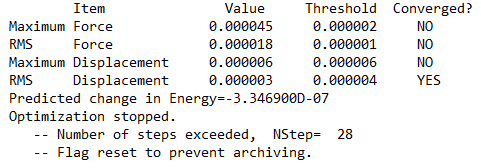 Item Value Threshold Converged?
Maximum Force 0.000045 0.000002 NO
RMS Force 0.000018 0.000001 NO
Maximum Displacement 0.000006 0.000006 NO
RMS Displacement 0.000003 0.000004 YES
Predicted change in Energy=-3.346900D-07
Optimization stopped.
-- Number of steps exceeded, NStep= 28
-- Flag reset to prevent archiving.